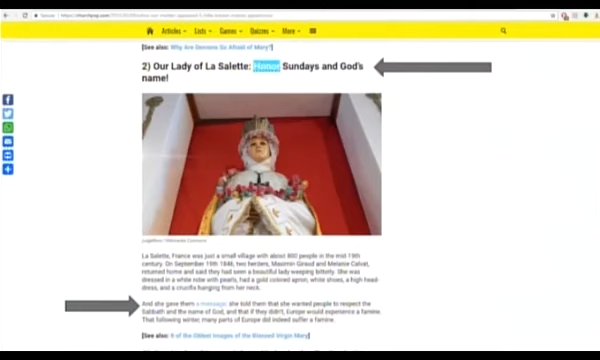 Articles Lists Games Quizzes More
[See also: Why Are Demons So Afraid of Mary?]
2) Our Lady of La Salette: Honor Sundays and God's
name!
La Salette, France was just a small village with about 800 people in the mid-19th
century. On September 19th 1846, two herders, Maximin Giraud and Melanie Calvat,
returned home and said they had seen a beautiful lady weeping bitterly. She was
dressed in a white robe with pearls, had a gold colored apron, white shoes, a high head-
dress, and a crucifix hanging from her neck.
And she gave them a message: she told them that she wanted people to respect the
Sabbath and the name of God, and that if they didn't, Europe would experience a famine.
That following winter, many parts of Europe did indeed suffer a famine.
[See also: 9 of the Oldest Images of the Blessed Virgin Mary]